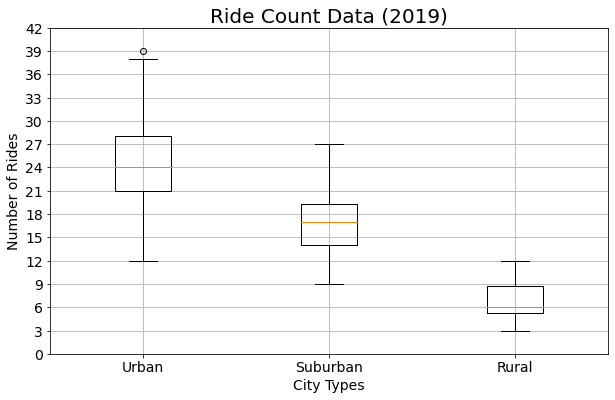 Ride Count Data (2019)
Number of Rides
42
39
36
33
30
27
24
21
18
15
12
9
6
3
0
Urban
Suburban
Rural
City Types